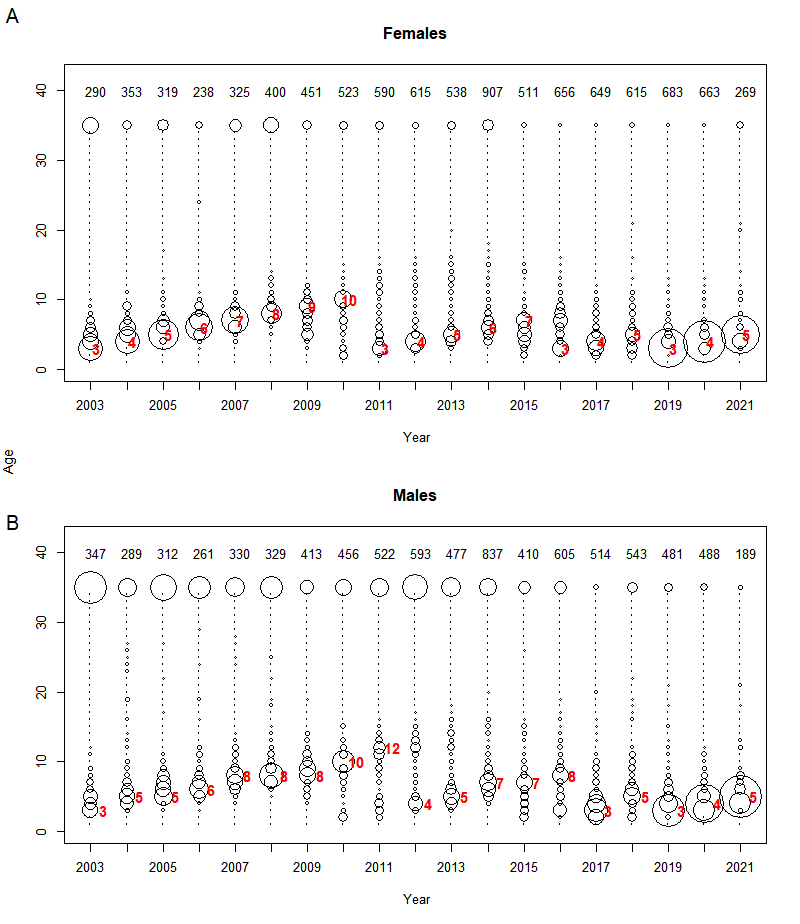 A
Females
290 353 319 238 325 400 451 523 590 615 538 907 511 656 649 615 683 663 269
40
30
20
10
0
3 4 5 6 7 8 9 10 3 4 5 6 7 3 4 5 3 4 5
2003 2005 2007 2009 2011 2013 2015 2017 2019 2021
Year
Age
Males
B
347 289 312 261 330 329 413 456 522 593 477 837 410 605 514 543 481 488 189
40
30
20
10
0
3 5 5 6 8 8 8 10 12 4 5 7 7 8 3 5 3 4 5
2003 2005 2007 2009 2011 2013 2015 2017 2019 2021
Year